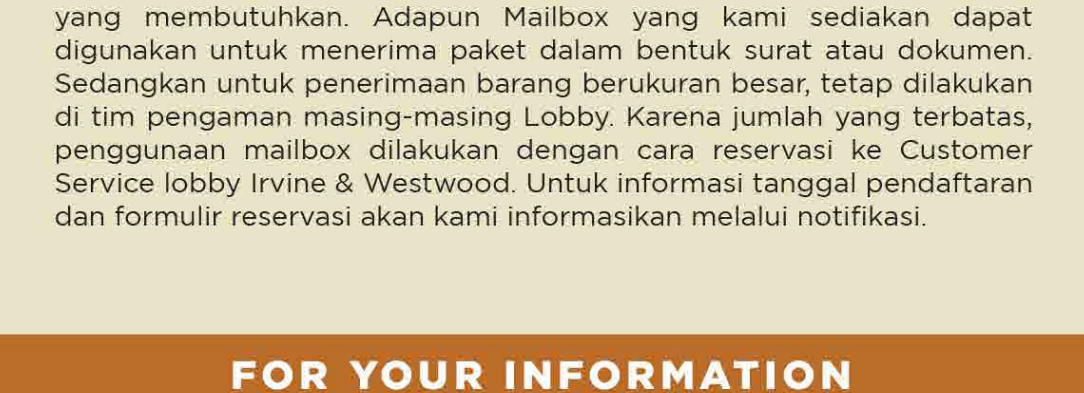 yang membutuhkan. Adapun Mailbox yang kami sediakan dapat
digunakan untuk menerima paket dalam bentuk surat atau dokumen.
Sedangkan untuk penerimaan barang berukuran besar, tetap dilakukan
di tim pengaman masing-masing Lobby. Karena jumlah yang terbatas,
penggunaan mailbox dilakukan dengan cara reservasi ke Customer
Service lobby Irvine & Westwood. Untuk informasi tanggal pendaftaran
dan formulir reservasi akan kami informasikan melalui notifikasi.
FOR YOUR INFORMATION